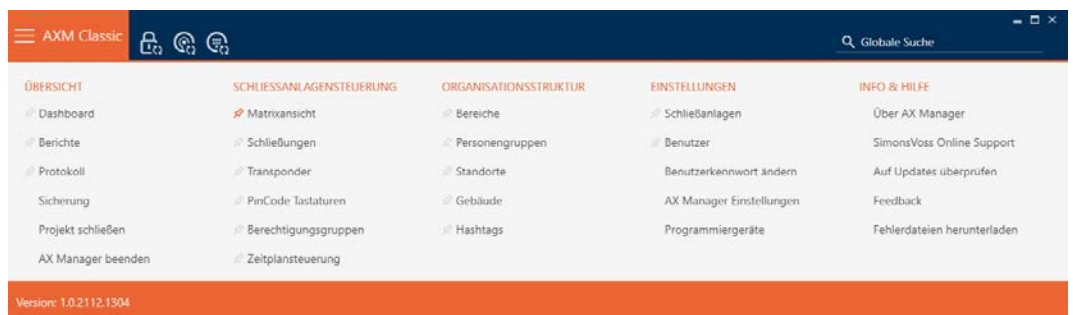 AXM Classic
Globale Suche
ÜBERSICHT
Dashboard
Berichte
Protokoll
Sicherung
Projekt schließen
AX Manager beenden
SCHLIESSANLAGENSTEUERUNG
Matrixansicht
Schließungen
Transponder
PinCode Tastaturen
Berechtigungsgruppen
Zeitplansteuerung
ORGANISATIONSSTRUKTUR
Bereiche
Personengruppen
Standorte
Gebäude
Hashtags
EINSTELLUNGEN
Schließanlagen
Benutzer
Benutzerkennwort ändern
AX Manager Einstellungen
Programmiergeräte
INFO & HILFE
Über AX Manager
SimonsVoss Online Support
Auf Updates überprüfen
Feedback
Fehlerdateien herunterladen
Version: 1.0.2112.1304